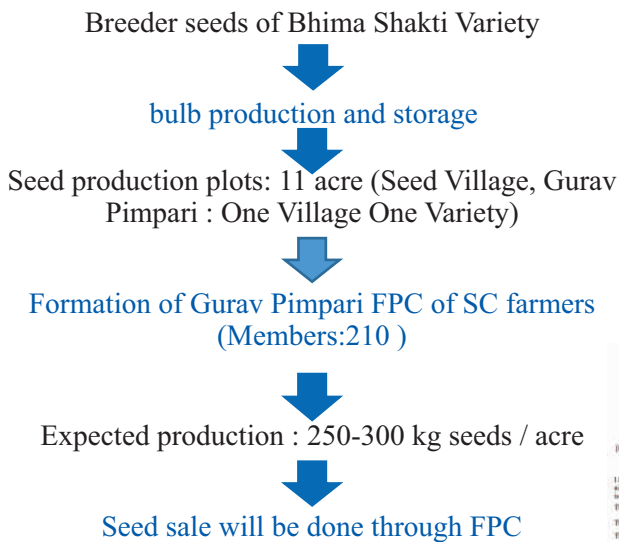 Breeder seeds of Bhima Shakti Variety
bulb production and storage
Seed production plots: 11 acre (Seed Village, Gurav
Pimpari : One Village One Variety)
Formation of Gurav Pimpari FPC of SC farmers
(Members:210 )
Expected production : 250-300 kg seeds / acre
Seed sale will be done through FPC